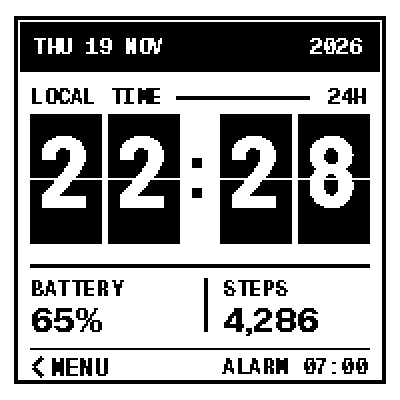 THU 19 NOV 2026
LOCAL TIME 24H
22:28
BATTERY STEPS
65% 4,286
< MENU ALARM 07:00